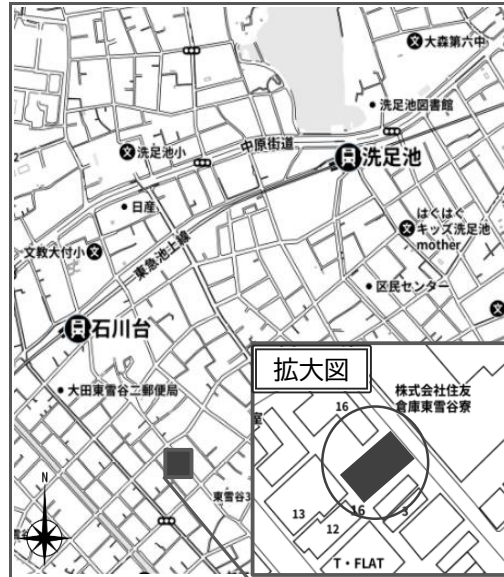 大森第六中
洗足池図書館
2
洗足池小
中原街道
洗足池
日産
はぐはぐ
キッズ洗足池
mother
文教大付小
東急池上線
区民センター
石川台
大田東雪谷二郵便局
拡大図
株式会社住友
倉庫東雪谷寮
16
室
N
東雪谷3
13
16
3
12
雪谷
T・FLAT